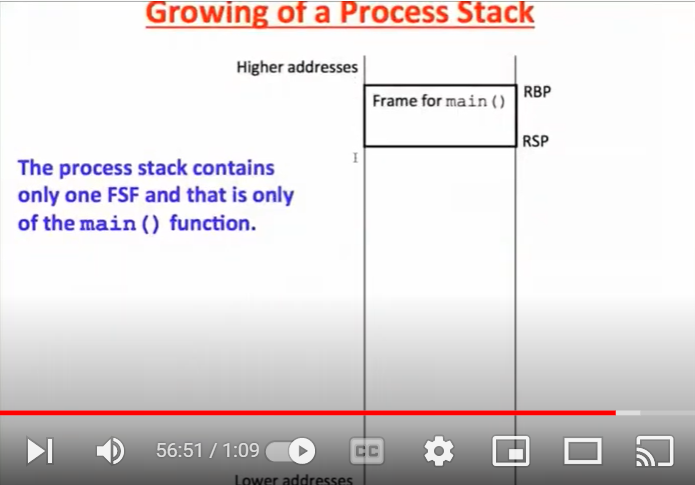 Growing of a Process Stack
Higher addresses
Frame for main()
RBP
RSP
The process stack contains
only one FSF and that is only
of the main() function.
56:51 / 1:09
CC
Lower addresses